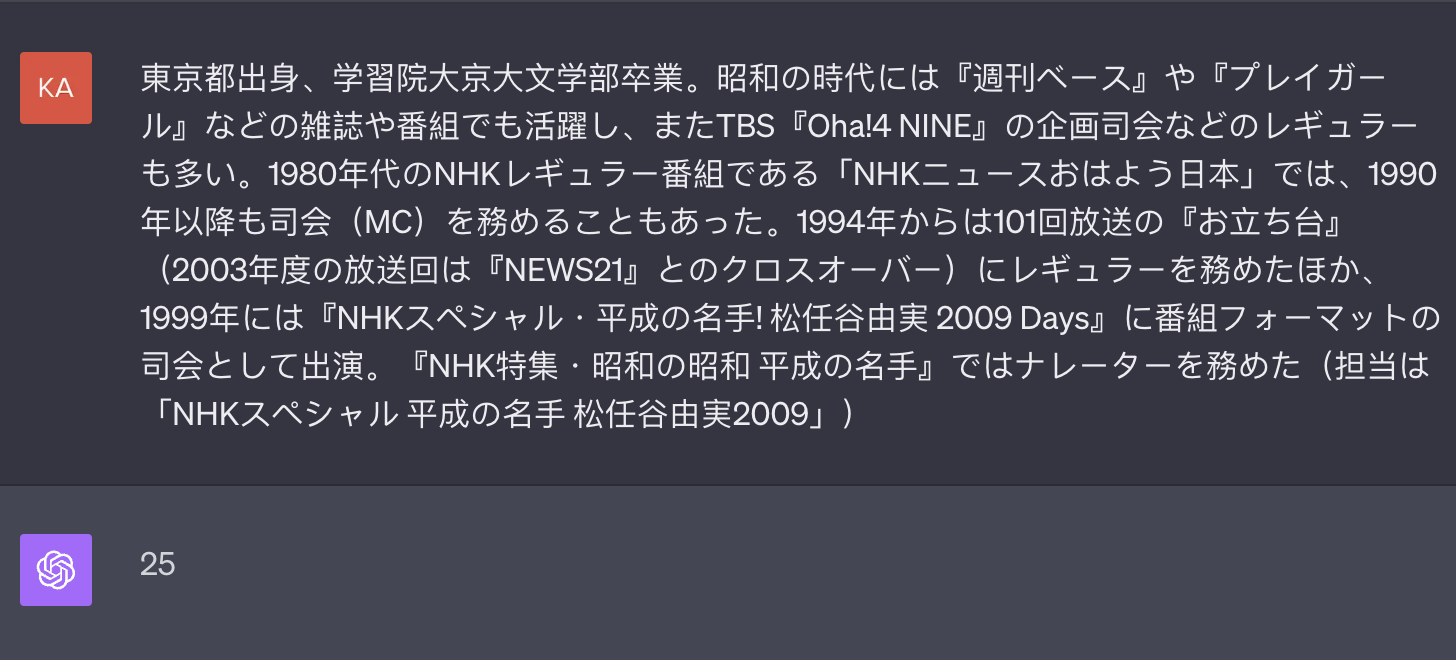 KA
東京都出身、学習院大京大文学部卒業。昭和の時代には『週刊ベース』や『プレイガー
ル』などの雑誌や番組でも活躍し、またTBS『Oha!4 NINE』の企画司会などのレギュラー
も多い。1980年代のNHKレギュラー番組である「NHKニュースおはよう日本」では、1990
年以降も司会（MC）を務めることもあった。1994年からは101回放送の『お立ち台』
（2003年度の放送回は『NEWS21』とのクロスオーバー）にレギュラーを務めたほか、
1999年には『NHKスペシャル・平成の名手! 松任谷由実 2009 Days』に番組フォーマットの
司会として出演。『NHK特集・昭和の昭和 平成の名手』ではナレーターを務めた（担当は
「NHKスペシャル 平成の名手 松任谷由実2009」）
25